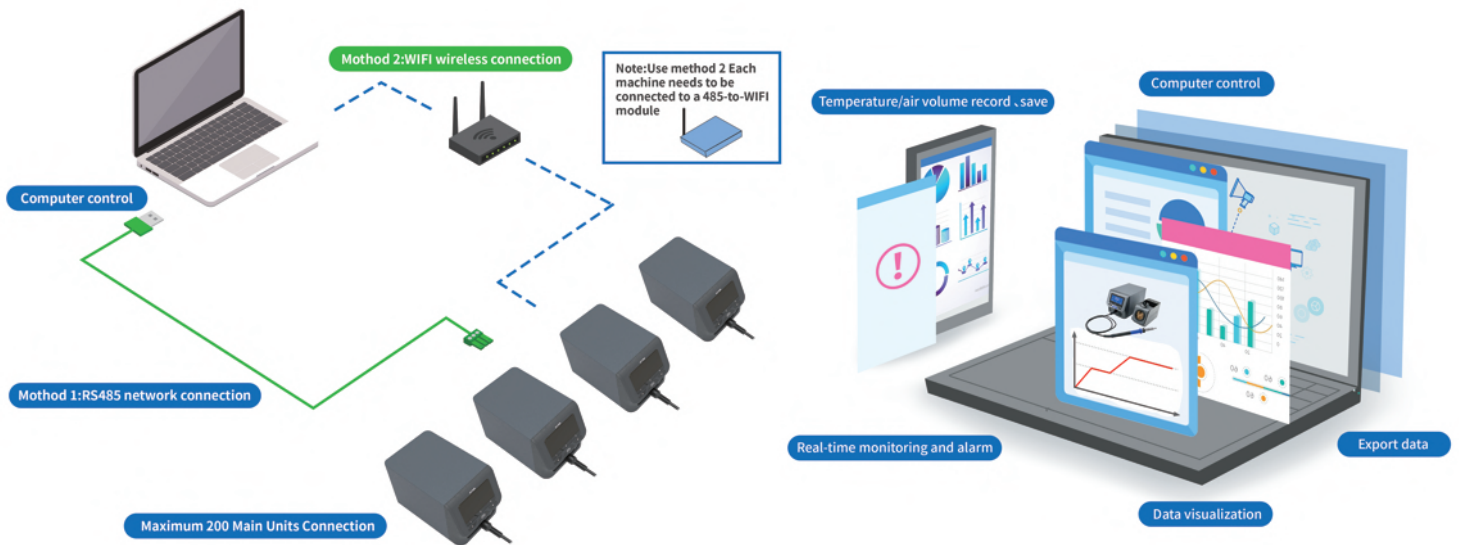 Mothod 2:WIFI wireless connection
Note:Use method 2 Each
machine needs to be
connected to a 485-to-WIFI
module
Computer control
Mothod 1:RS485 network connection
Maximum 200 Main Units Connection
Computer control
Temperature/air volume record、save
Real-time monitoring and alarm
Export data
Data visualization